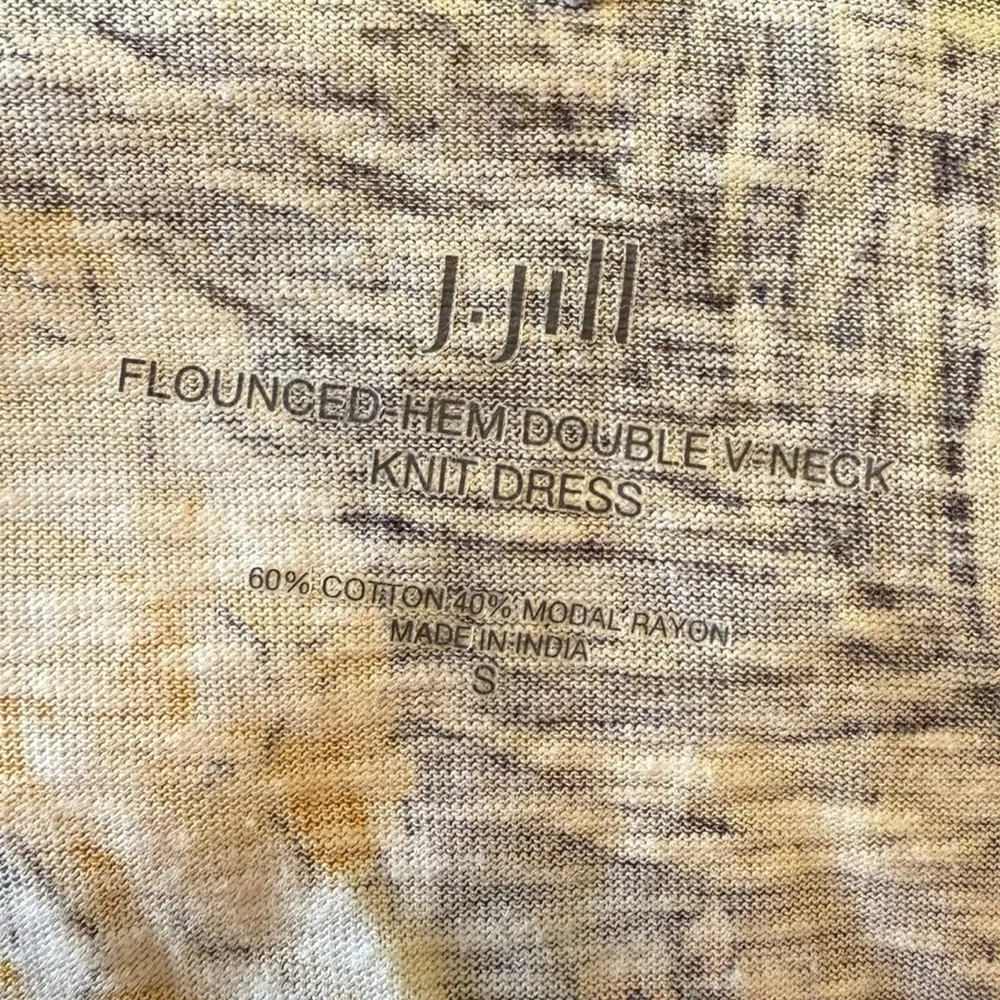 J.Jill
FLOUNCED-HEM DOUBLE V-NECK
KNIT DRESS
60% COTTON 40% MODAL RAYON
MADE IN INDIA
S